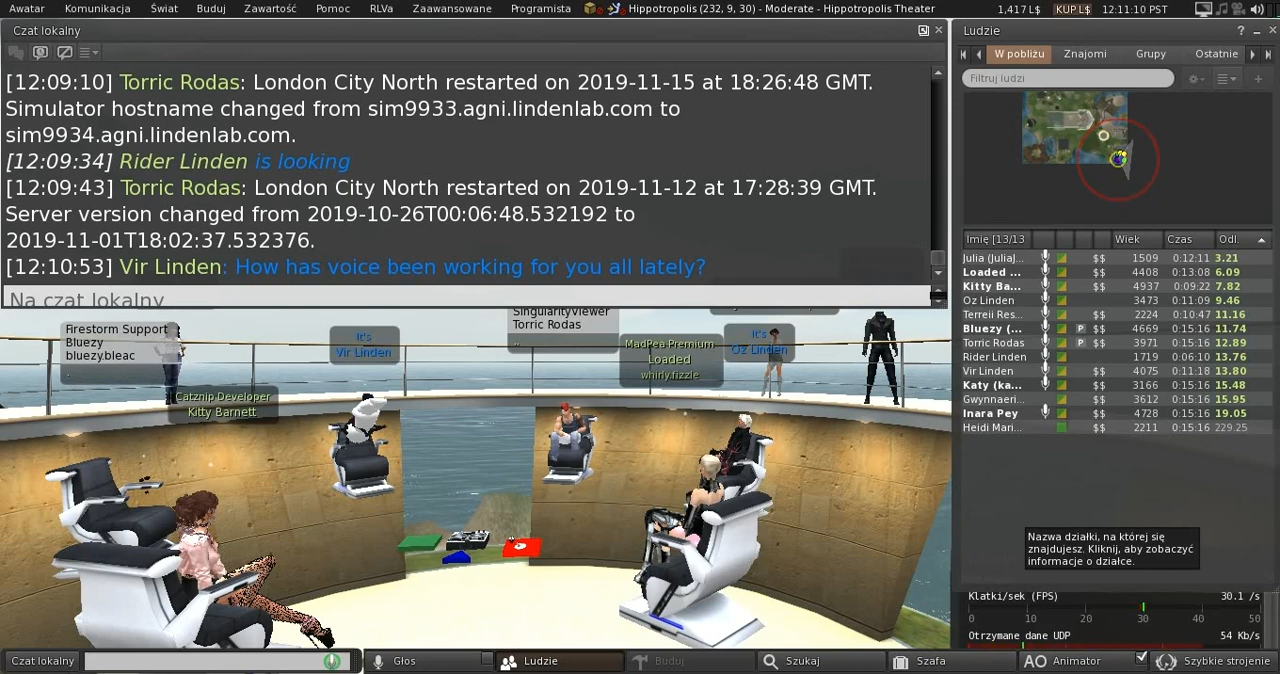 Awatar Komunikacja Świat Buduj Zawartość Pomoc RLVa Zaawansowane Programista Hippotropolis (232, 9, 30) - Moderate - Hippotropolis Theater 1,417 L$ KUP L$ 12:11:10 PST
Czat lokalny
[12:09:10] Torric Rodas: London City North restarted on 2019-11-15 at 18:26:48 GMT.
Simulator hostname changed from sim9933.agni.lindenlab.com to
sim9934.agni.lindenlab.com.
[12:09:34] Rider Linden is looking
[12:09:43] Torric Rodas: London City North restarted on 2019-11-12 at 17:28:39 GMT.
Server version changed from 2019-10-26T00:06:48.532192 to
2019-11-01T18:02:37.532376.
[12:10:53] Vir Linden: How has voice been working for you all lately?
Na czat lokalny
Firestorm Support
Bluezy
bluezy.bleac
Catznip Developer
Kitty Barnett
It's
Vir Linden
SingularityViewer
Torric Rodas
MadPea Premium
Loaded
whirly.fizzle
It's
Oz Linden
Ludzie
W pobliżu Znajomi Grupy Ostatnie
Filtruj ludzi
Imię [13/13 Wiek Czas Odl.
Julia (JuliaJ... $$ 1509 0:12:11 3.21
Loaded ... $$ 4408 0:13:08 6.09
Kitty Ba... $$ 4937 0:09:22 7.82
Oz Linden 3473 0:11:09 9.46
Terreii Res... $$ 2224 0:10:47 11.16
Bluezy (... P $$ 4669 0:15:16 11.74
Torric Rodas P $$ 3971 0:15:16 12.89
Rider Linden 1719 0:06:10 13.76
Vir Linden $$ 4075 0:11:18 13.80
Katy (ka... $$ 3166 0:15:16 15.48
Gwynnaeri... $$ 3612 0:15:16 15.95
Inara Pey $$ 4728 0:15:16 19.05
Heidi Mari... $$ 2211 0:15:16 229.25
Nazwa działki, na której się
znajdujesz. Kliknij, aby zobaczyć
informacje o działce.
Klatki/sek (FPS) 30.1 /s
0 10 20 30 40 50
Otrzymane dane UDP 54 Kb/s
Czat lokalny Głos Ludzie Buduj Szukaj Szafa AO Animator Szybkie strojenie